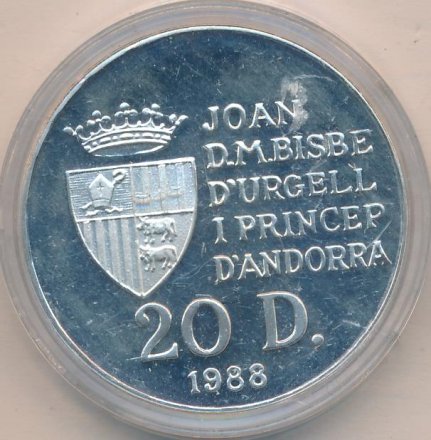 JOAN
D.M.BISBE
D'URGELL
I PRINCEP
D'ANDORRA
20 D.
1988